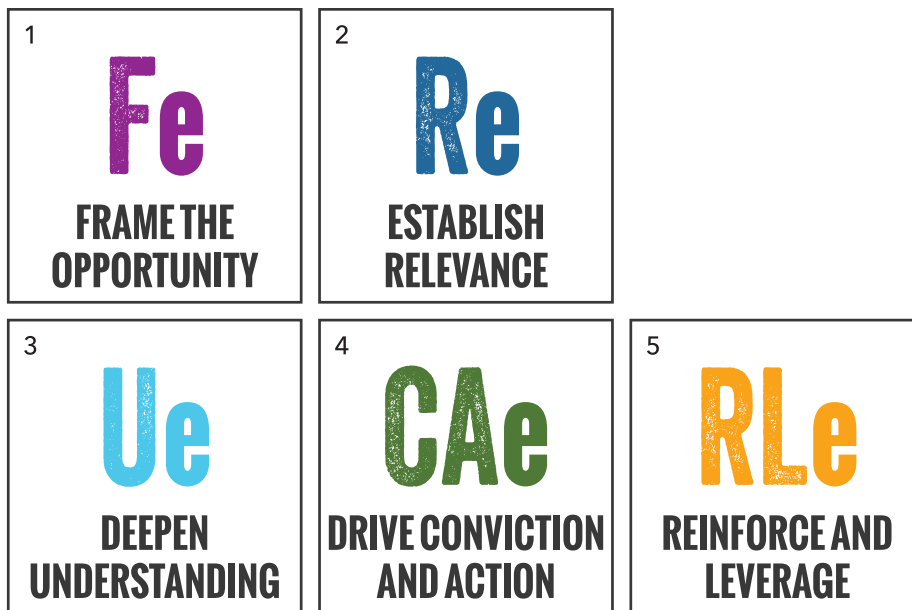 1
Fe
FRAME THE
OPPORTUNITY
2
Re
ESTABLISH
RELEVANCE
3
Ue
DEEPEN
UNDERSTANDING
4
CAe
DRIVE CONVICTION
AND ACTION
5
RLe
REINFORCE AND
LEVERAGE